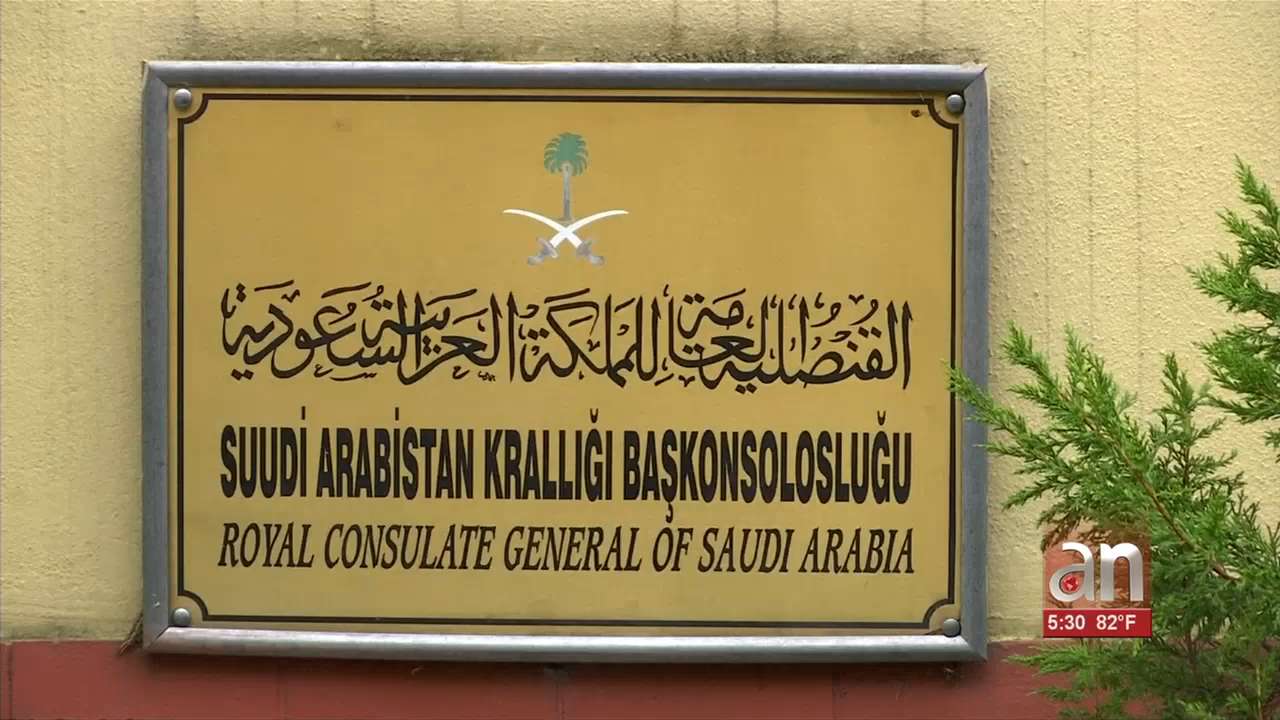 القنصلية العامة للمملكة العربية السعودية
SUUDİ ARABİSTAN KRALLIĞI BAŞKONSOLOSLUĞU
ROYAL CONSULATE GENERAL OF SAUDI ARABIA
an
5:30 82°F